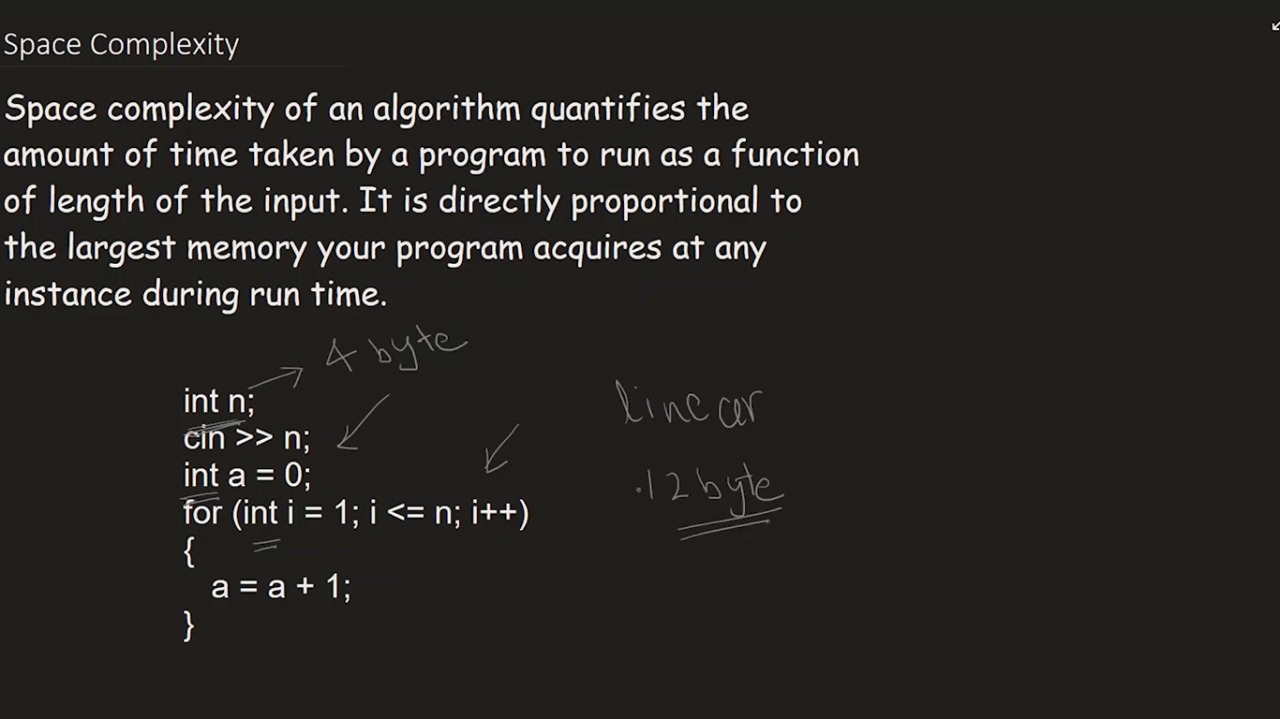 Space Complexity
Space complexity of an algorithm quantifies the
amount of time taken by a program to run as a function
of length of the input. It is directly proportional to
the largest memory your program acquires at any
instance during run time.
4 byte
int n;
linear
cin >> n;
int a = 0;
12 byte
for (int i = 1; i <= n; i++)
{
a = a + 1;
}